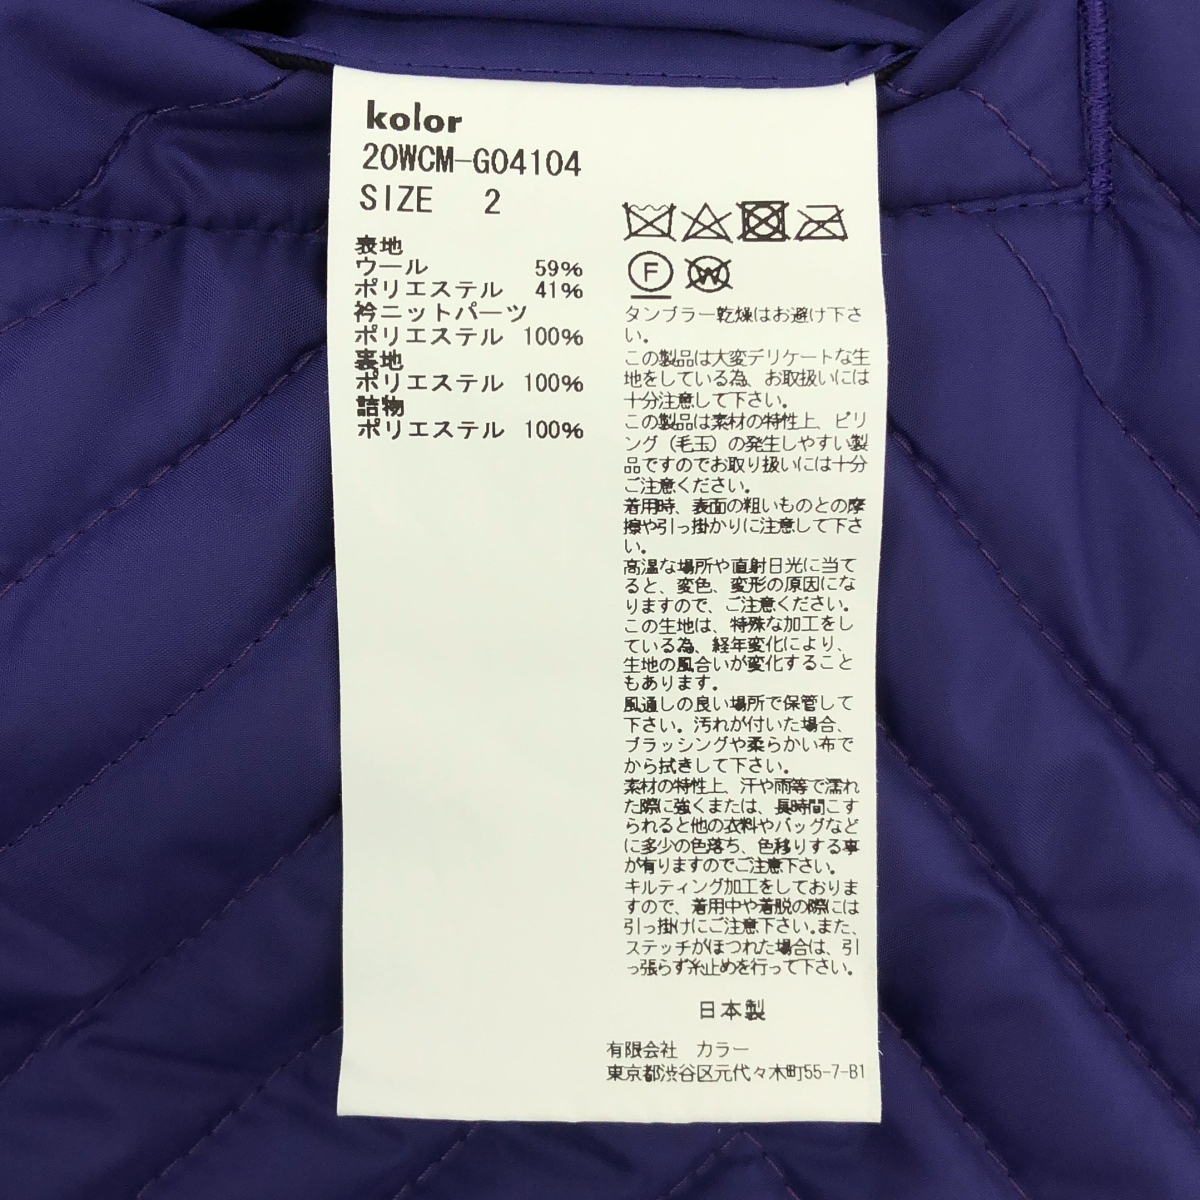 kolor
20WCM-G04104
SIZE 2
表地
ウール 59%
ポリエステル 41%
衿ニットパーツ
ポリエステル 100%
裏地
ポリエステル 100%
詰物
ポリエステル 100%
F
W
タンブラー乾燥はお避け下さ
い。
この製品は大変デリケートな生
地をしている為、お取扱いには
十分注意して下さい。
この製品は素材の特性上、ピリ
ング(毛玉)の発生しやすい製
品ですのでお取り扱いには十分
ご注意ください。
着用時、表面の粗いものとの摩
擦や引っ掛かりに注意して下さ
い。
高温な場所や直射日光に当て
ると、変色、変形の原因にな
りますので、ご注意ください。
この生地は、特殊な加工をし
ている為、経年変化により、
生地の風合いが変化すること
もあります。
風通しの良い場所で保管して
下さい。汚れが付いた場合、
ブラッシングや柔らかい布で
から拭きして下さい。
素材の特性上、汗や雨等で濡れ
た際に強くまたは、長時間こす
られると他の衣料やバッグなど
に多少の色落ち、色移りする事
が有りますのでご注意下さい。
キルティング加工をしておりま
すので、着用中や着脱の際には
引っ掛けにご注意下さい。また、
ステッチがほつれた場合は、引
っ張らず糸止めを行って下さい。
日本製
有限会社 カラー
東京都渋谷区元代々木町55-7-B1